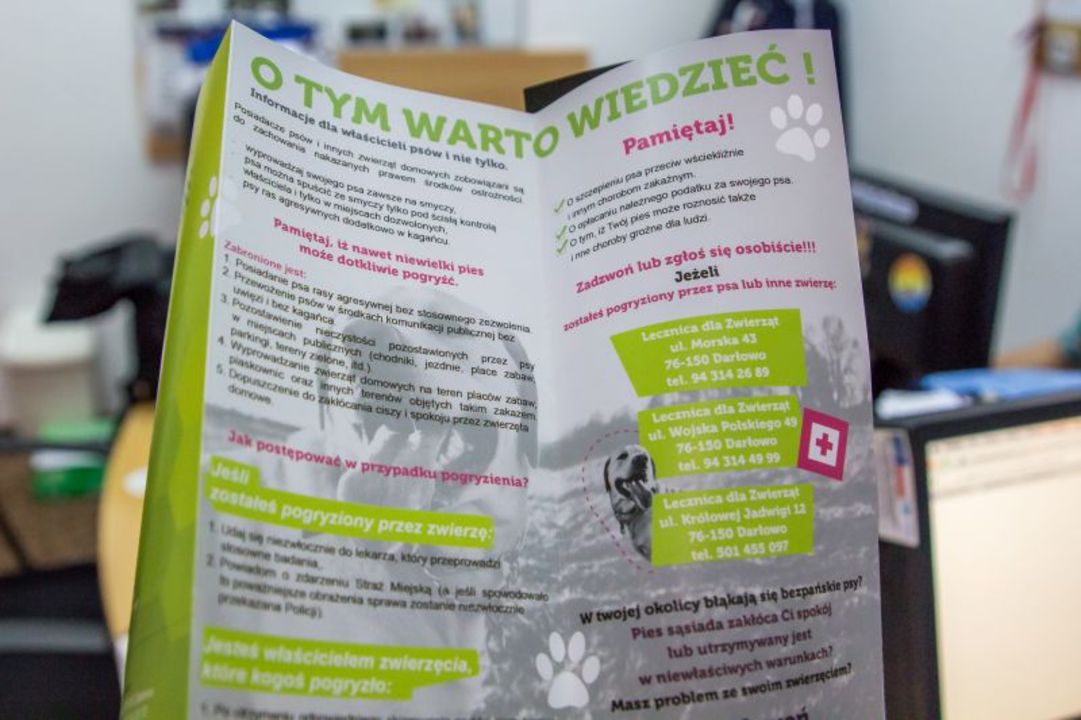 O TYM WARTO WIEDZIEĆ !
Informacje dla właścicieli psów i nie tylko.
Posiadacze psów i innych zwierząt domowych zobowiązani są
do zachowania nakazanych prawem środków ostrożności.
wyprowadzaj swojego psa zawsze na smyczy,
psa można spuścić ze smyczy tylko pod ścisłą kontrolą
właściciela i tylko w miejscach dozwolonych,
psy ras agresywnych dodatkowo w kagańcu.
Pamiętaj, iż nawet niewielki pies
może dotkliwie pogryźć.
Zabronione jest:
1. Posiadanie psa rasy agresywnej bez stosownego zezwolenia
2. Przewożenie psów w środkach komunikacji publicznej bez
uwięzi i bez kagańca.
3. Pozostawienie nieczystości pozostawionych przez psy
w miejscach publicznych (chodniki, jezdnie, place zabaw,
parkingi, tereny zielone, itd.).
4. Wyprowadzanie zwierząt domowych na teren placów zabaw,
piaskownic oraz innych terenów objętych takim zakazem.
5. Dopuszczenie do zakłócania ciszy i spokoju przez zwierzęta
domowe.
Jak postępować w przypadku pogryzienia?
Jeśli
zostałeś pogryziony przez zwierzę:
1. Udaj się niezwłocznie do lekarza, który przeprowadzi
stosowne badania.
2. Powiadom o zdarzeniu Straż Miejską (a jeśli spowodowało
to poważniejsze obrażenia sprawa zostanie niezwłocznie
przekazana Policji).
Jesteś właścicielem zwierzęcia,
które kogoś pogryzło:
1. Po
Pamiętaj!
O szczepieniu psa przeciw wściekliźnie
i innym chorobom zakaźnym.
O opłacaniu należnego podatku za swojego psa.
O tym, iż Twój pies może roznosić także
i nne choroby groźne dla ludzi.
Zadzwoń lub zgłoś się osobiście!!!
Jeżeli
zostałeś pogryziony przez psa lub inne zwierzę:
Lecznica dla Zwierząt
ul. Morska 43
76-150 Darłowo
tel. 94 314 26 89
Lecznica dla Zwierząt
ul. Wojska Polskiego 49
76-150 Darłowo
tel. 94 314 49 99
Lecznica dla Zwierząt
ul. Królowej Jadwigi 12
76-150 Darłowo
tel. 501 455 097
W twojej okolicy błąkają się bezpańskie psy?
Pies sąsiada zakłóca Ci spokój
lub utrzymywany jest
w niewłaściwych warunkach?
Masz problem ze swoim zwierzęciem?